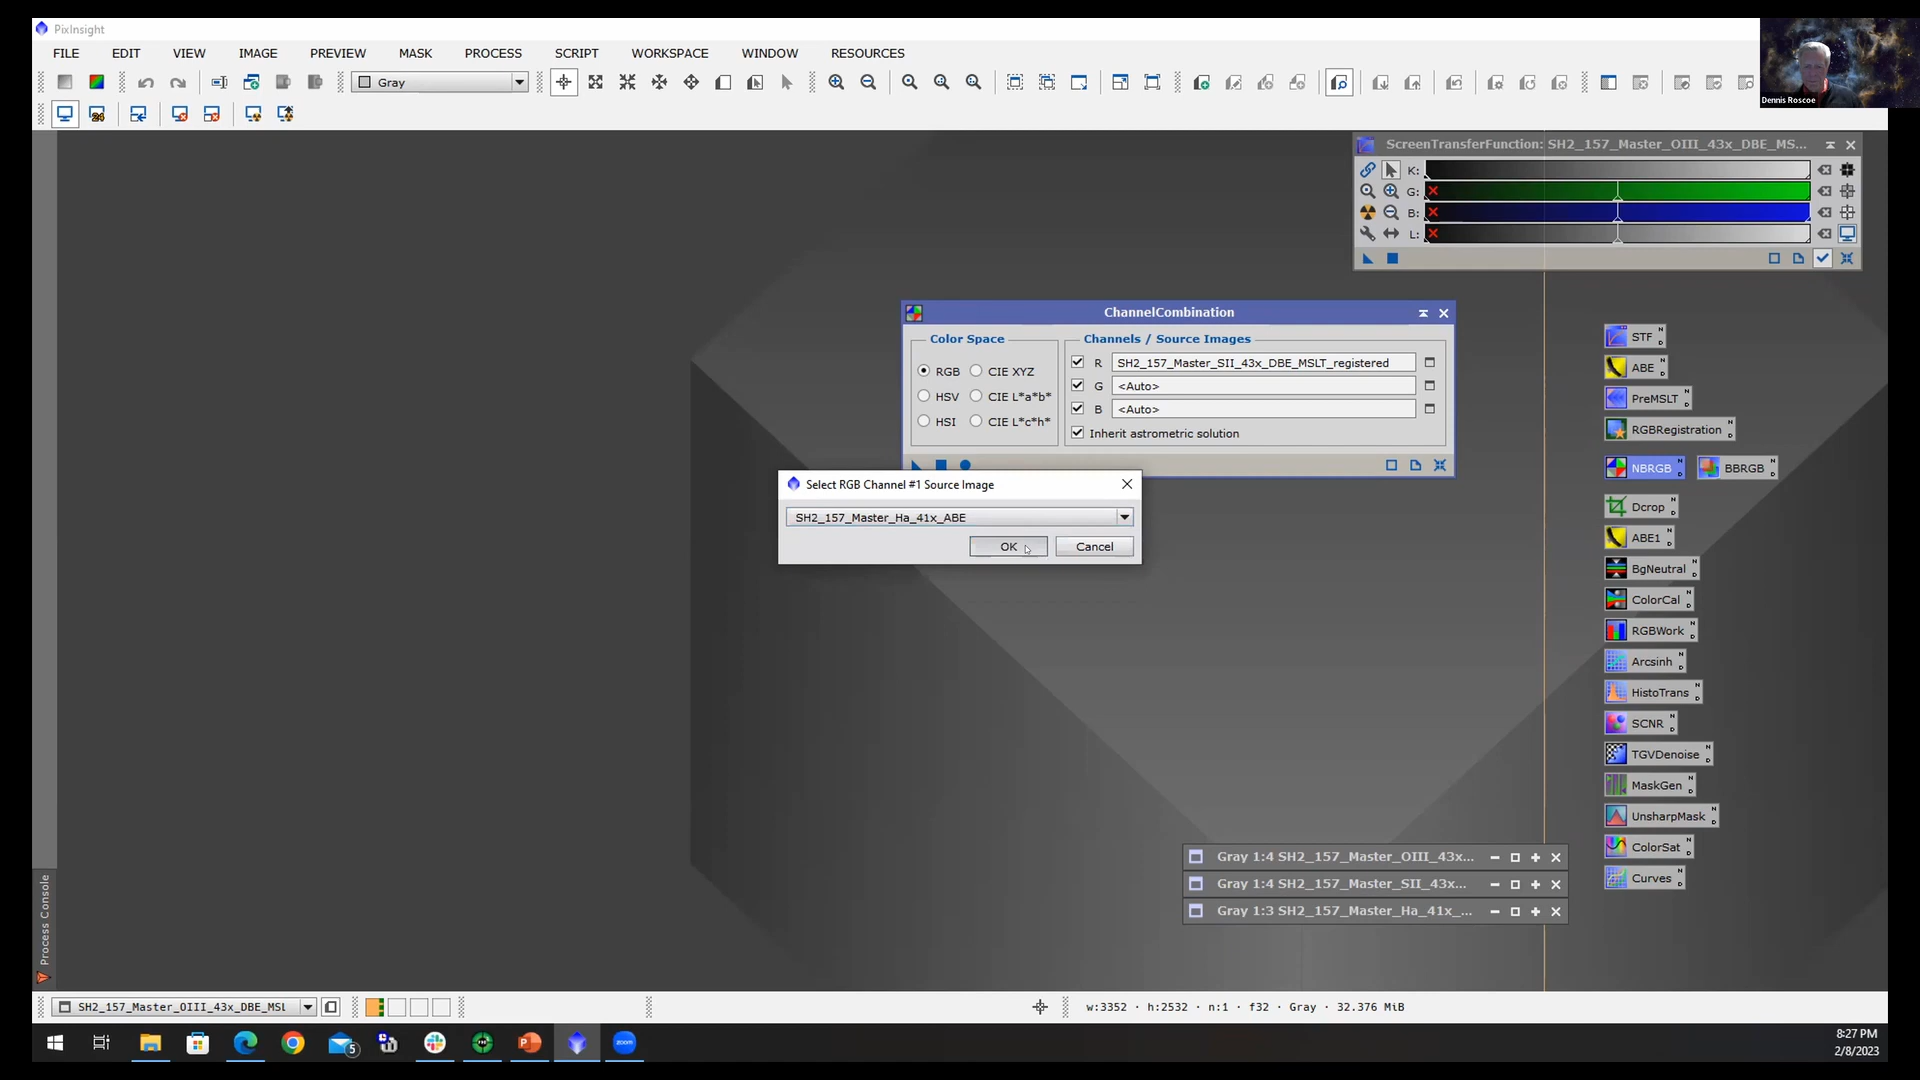 PixInsight
FILE EDIT VIEW IMAGE PREVIEW MASK PROCESS SCRIPT WORKSPACE WINDOW RESOURCES
Gray
24
Dennis Roscoe
ScreenTransferFunction: SH2_157_Master_OIII_43x_DBE_MS...
K:
G:
B:
L:
ChannelCombination
Color Space
Channels / Source Images
RGB CIE XYZ
HSV CIE L*a*b*
HSI CIE L*c*h*
R SH2_157_Master_SII_43x_DBE_MSLT_registered
G <Auto>
B <Auto>
Inherit astrometric solution
Select RGB Channel #1 Source Image
SH2_157_Master_Ha_41x_ABE
OK Cancel
STF
ABE
PreMSLT
RGBRegistration
NBRGB BBRGB
Dcrop
ABE1
BgNeutral
ColorCal
RGBWork
Arcsinh
HistoTrans
SCNR
TGVDenoise
MaskGen
UnsharpMask
ColorSat
Curves
Gray 1:4 SH2_157_Master_OIII_43x...
Gray 1:4 SH2_157_Master_SII_43x...
Gray 1:3 SH2_157_Master_Ha_41x_...
Process Console
SH2_157_Master_OIII_43x_DBE_MSL
w:3352 · h:2532 · n:1 · f32 · Gray · 32.376 MiB
5
zoom
8:27 PM
2/8/2023